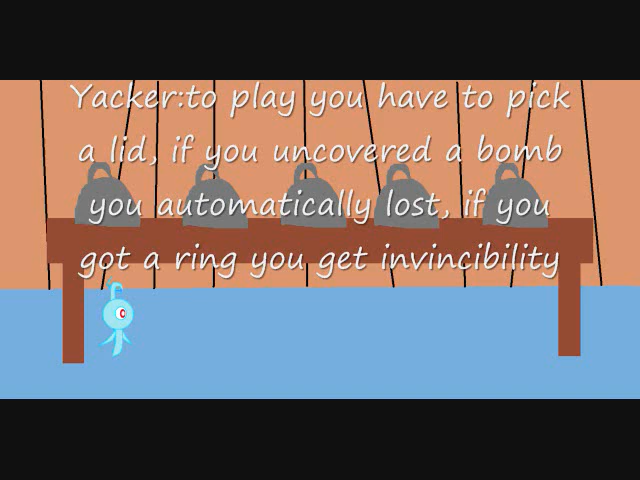 Yacker:to play you have to pick
a lid, if you uncovered a bomb
you automatically lost, if you
got a ring you get invincibility